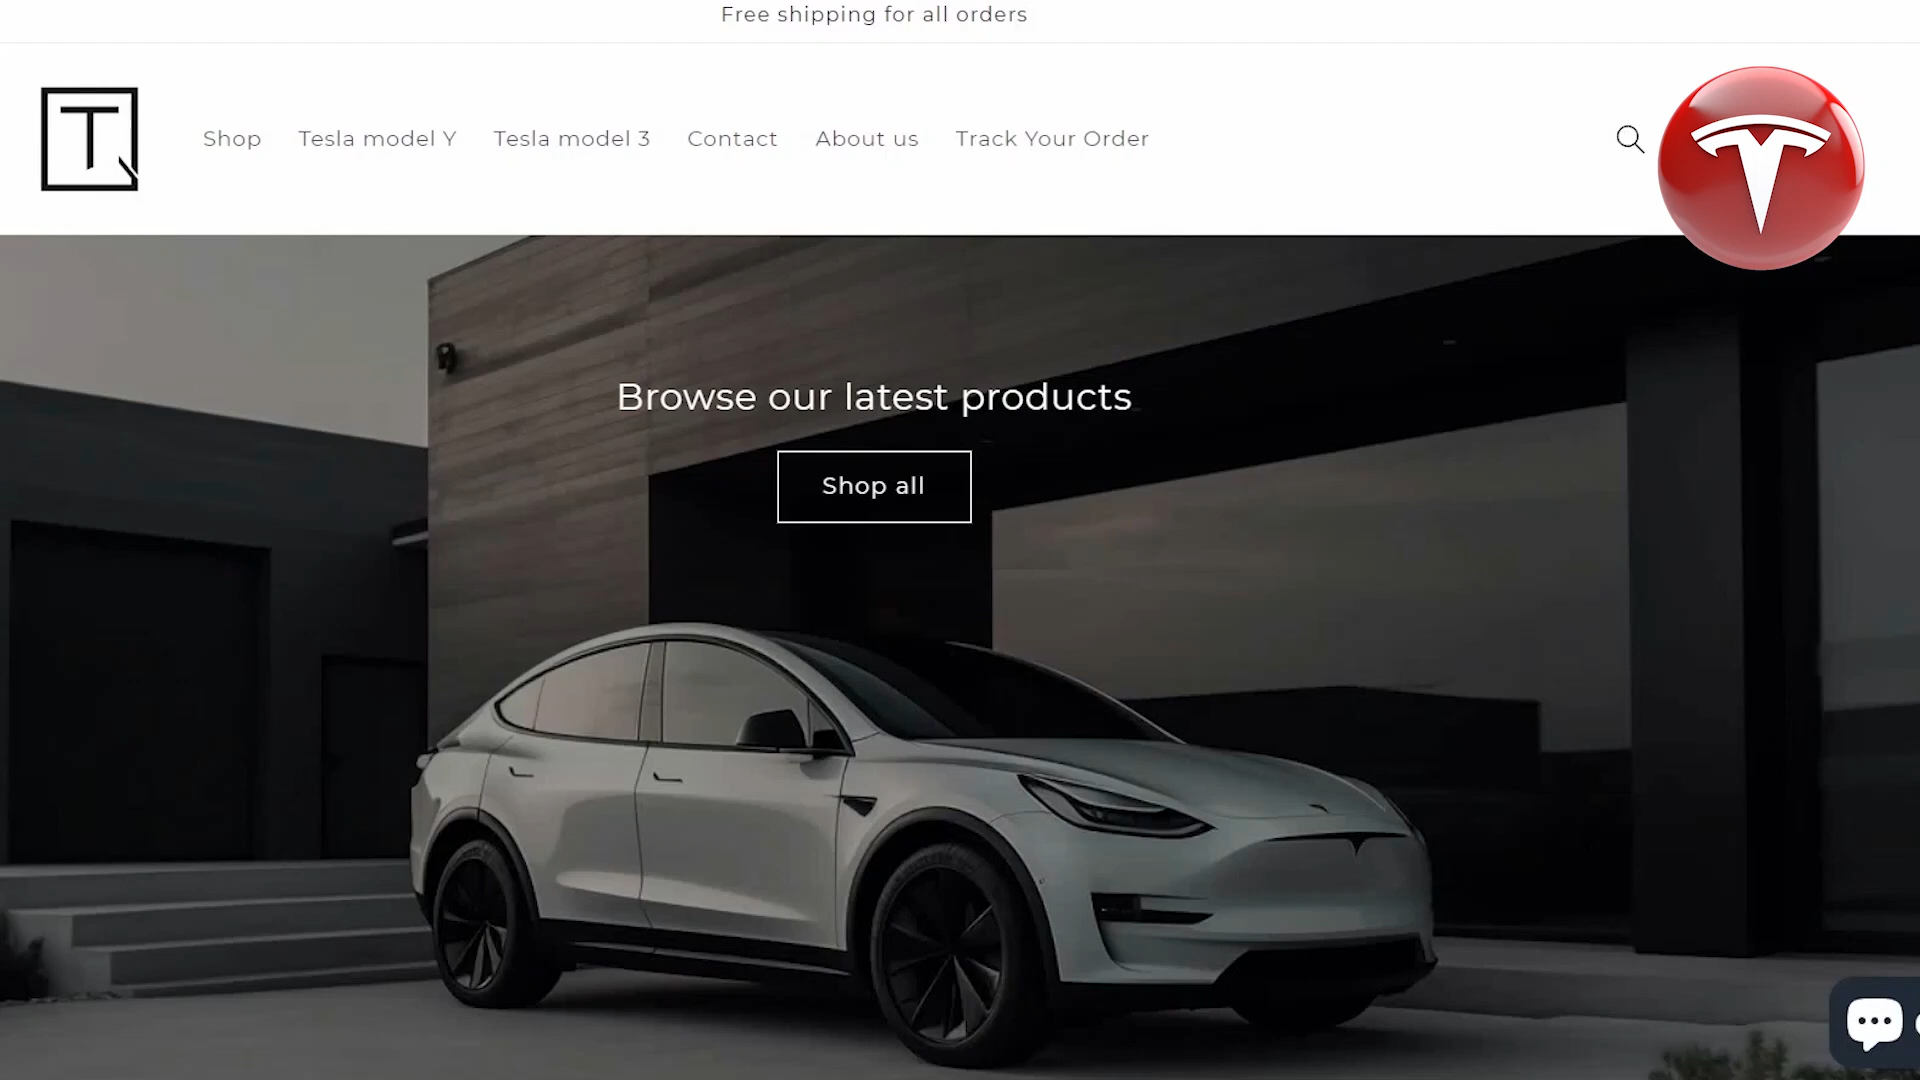 Free shipping for all orders
T
Shop
Tesla model Y
Tesla model 3
Contact
About us
Track Your Order
Browse our latest products
Shop all